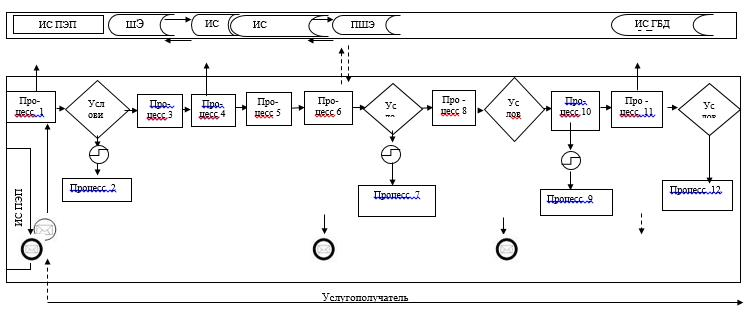 ИС ПЭП
ШЭ
ИС
ИС
ПШЭ
ИС ГБД
Про-
цесс 1
Усл
ови
Про-
цесс 3
Про-
цесс 4
Про-
цесс 5
Про-
цесс 6
Ус
ло
Про -
цесс 8
Ус
лов
Про-
цесс 10
Про -
цесс 11
Ус
лов
Процесс 2
Процесс 7
Процесс 9
Процесс 12
ИС ПЭП
Услугополучатель